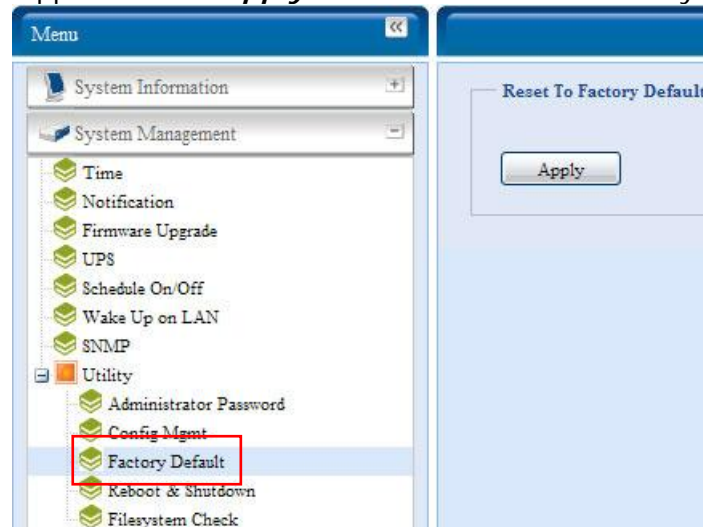 Menu
System Information
System Management
Time
Notification
Firmware Upgrade
UPS
Schedule On/Off
Wake Up on LAN
SNMP
Utility
Administrator Password
Config Mgmt
Factory Default
Reboot & Shutdown
Filesystem Check
Reset To Factory Default
Apply